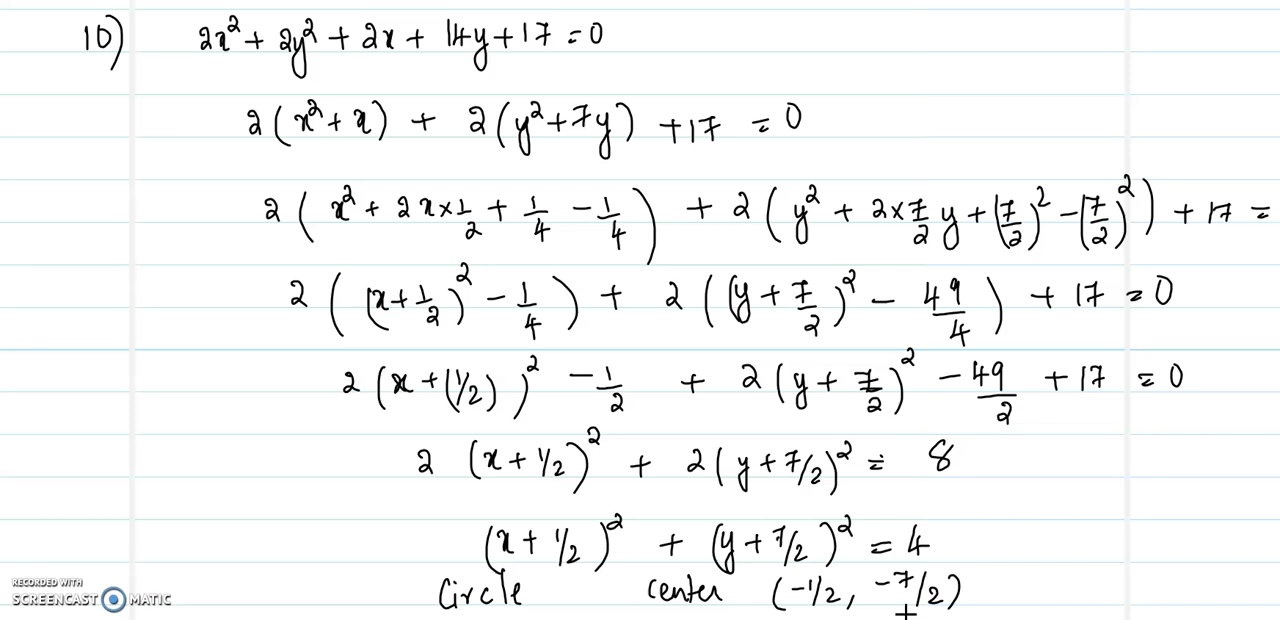 10) 2x² + 2y² + 2x + 14y + 17 = 0
2(x² + x) + 2(y² + 7y) + 17 = 0
2(x² + 2x×1/2 + 1/4 - 1/4) + 2(y² + 2×7/2 y + (7/2)² - (7/2)²) + 17 =
2((x + 1/2)² - 1/4) + 2((y + 7/2)² - 49/4) + 17 = 0
2(x + (1/2))² - 1/2 + 2(y + 7/2)² - 49/2 + 17 = 0
2(x + 1/2)² + 2(y + 7/2)² = 8
(x + 1/2)² + (y + 7/2)² = 4
Circle center (-1/2, -7/2)
RECORDED WITH
SCREENCAST MATIC